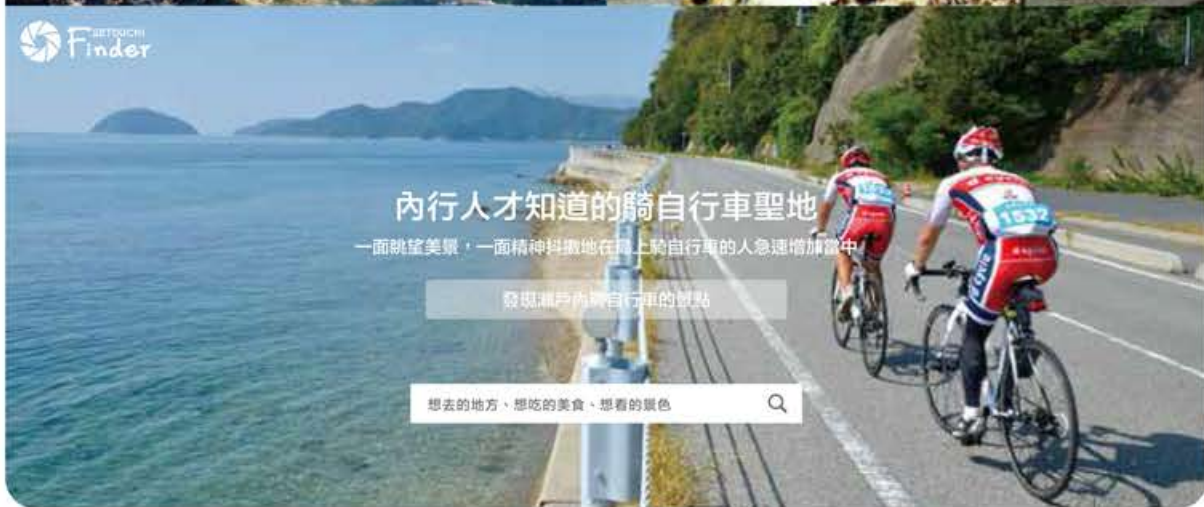 SETOUCHI
Finder
內行人才知道的騎自行車聖地
一面眺望美景，一面精神抖擻地在島上騎自行車的人急速增加當中
發現瀨戶內騎自行車的景點
想去的地方、想吃的美食、想看的景色
1532